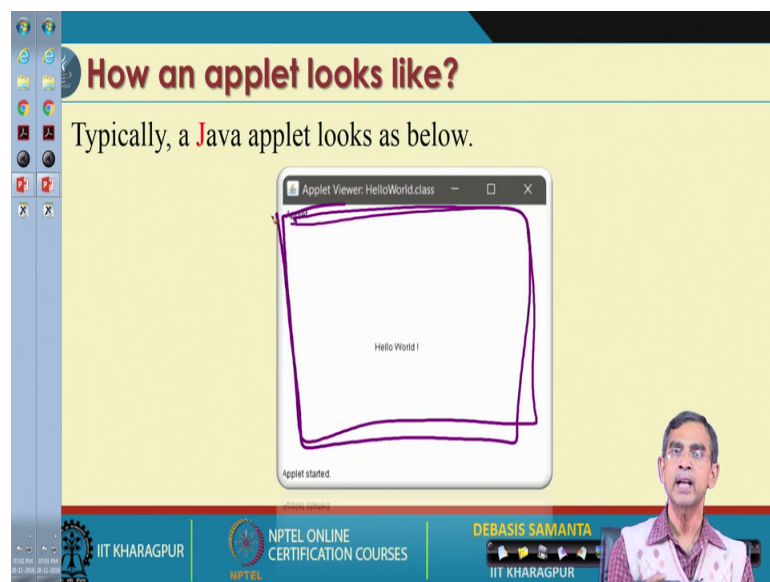 How an applet looks like?
Typically, a Java applet looks as below.
Applet Viewer: HelloWorld.class
Hello World !
Applet started.
IIT KHARAGPUR
NPTEL
NPTEL ONLINE
CERTIFICATION COURSES
DEBASIS SAMANTA
IIT KHARAGPUR